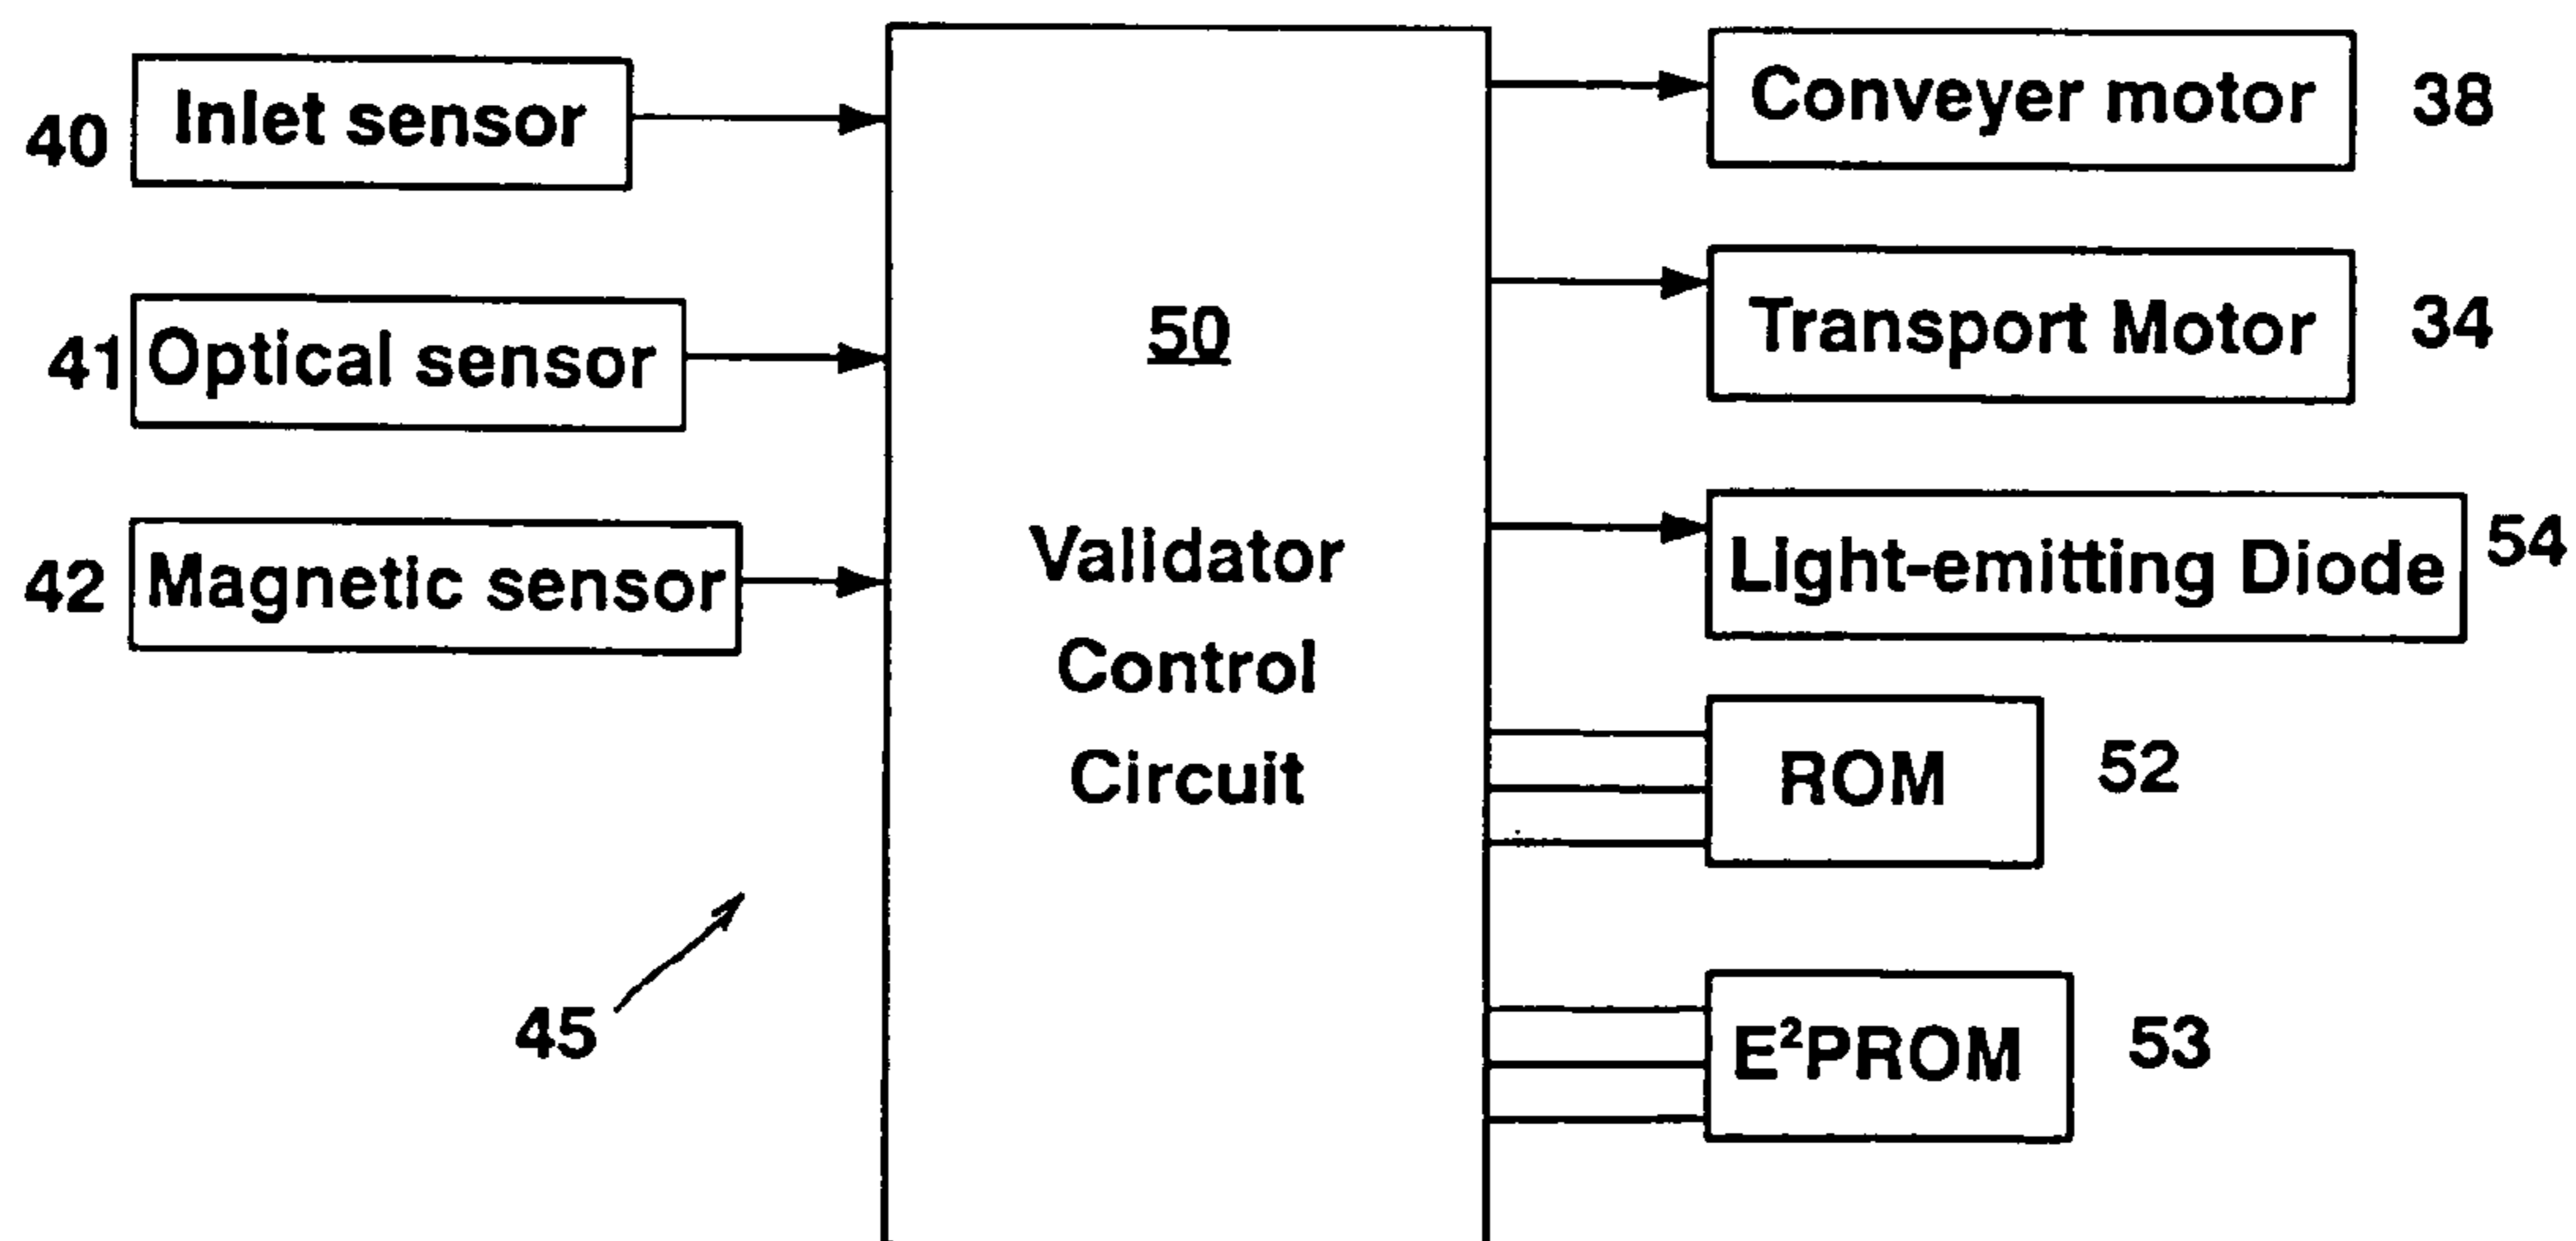 40 Inlet sensor
41 Optical sensor
42 Magnetic sensor
45
50
Validator
Control
Circuit
Conveyer motor 38
Transport Motor 34
Light-emitting Diode 54
ROM 52
E²PROM 53